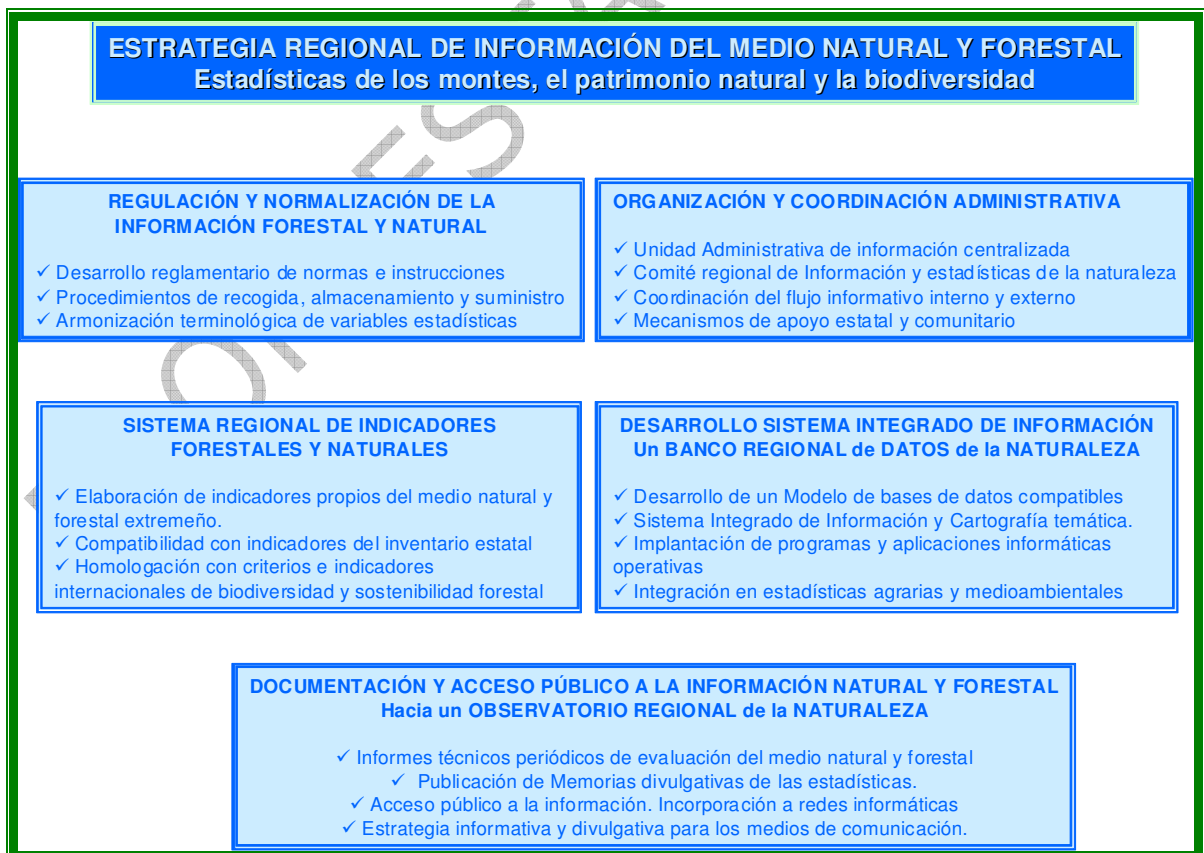 ESTRATEGIA REGIONAL DE INFORMACIÓN DEL MEDIO NATURAL Y FORESTAL
Estadísticas de los montes, el patrimonio natural y la biodiversidad
REGULACIÓN Y NORMALIZACIÓN DE LA
INFORMACIÓN FORESTAL Y NATURAL
✓ Desarrollo reglamentario de normas e instrucciones
✓ Procedimientos de recogida, almacenamiento y suministro
✓ Armonización terminológica de variables estadísticas
ORGANIZACIÓN Y COORDINACIÓN ADMINISTRATIVA
✓ Unidad Administrativa de información centralizada
✓ Comité regional de Información y estadísticas de la naturaleza
✓ Coordinación del flujo informativo interno y externo
✓ Mecanismos de apoyo estatal y comunitario
SISTEMA REGIONAL DE INDICADORES
FORESTALES Y NATURALES
✓ Elaboración de indicadores propios del medio natural y
forestal extremeño.
✓ Compatibilidad con indicadores del inventario estatal
✓ Homologación con criterios e indicadores
internacionales de biodiversidad y sostenibilidad forestal
DESARROLLO SISTEMA INTEGRADO DE INFORMACIÓN
Un BANCO REGIONAL de DATOS de la NATURALEZA
✓ Desarrollo de un Modelo de bases de datos compatibles
✓ Sistema Integrado de Información y Cartografía temática.
✓ Implantación de programas y aplicaciones informáticas
operativas
✓ Integración en estadísticas agrarias y medioambientales
DOCUMENTACIÓN Y ACCESO PÚBLICO A LA INFORMACIÓN NATURAL Y FORESTAL
Hacia un OBSERVATORIO REGIONAL de la NATURALEZA
✓ Informes técnicos periódicos de evaluación del medio natural y forestal
✓ Publicación de Memorias divulgativas de las estadísticas.
✓ Acceso público a la información. Incorporación a redes informáticas
✓ Estrategia informativa y divulgativa para los medios de comunicación.